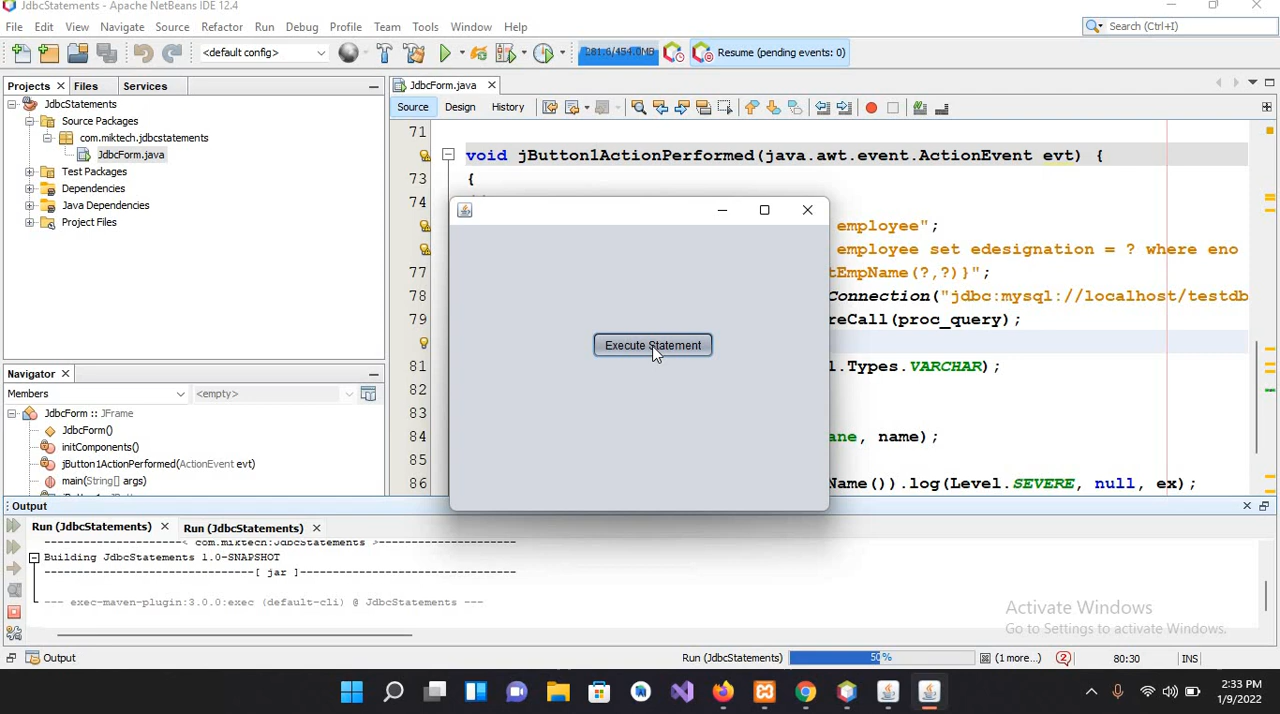 JdbcStatements - Apache NetBeans IDE 12.4
File Edit View Navigate Source Refactor Run Debug Profile Team Tools Window Help
Search (Ctrl+I)
<default config>
281.6/454.0MB
Resume (pending events: 0)
Projects Files Services
JdbcStatements
Source Packages
com.miktech.jdbcstatements
JdbcForm.java
Test Packages
Dependencies
Java Dependencies
Project Files
Navigator
Members
<empty>
JdbcForm :: JFrame
JdbcForm()
initComponents()
jButton1ActionPerformed(ActionEvent evt)
main(String[] args)
JdbcForm.java
Source Design History
71
void jButton1ActionPerformed(java.awt.event.ActionEvent evt) {
73 {
74
employee";
employee set edesignation = ? where eno
77 tEmpName(?,?)}";
78 Connection("jdbc:mysql://localhost/testdb
79 reCall(proc_query);
81 l.Types.VARCHAR);
82
83
84 ane, name);
85
86 Name()).log(Level.SEVERE, null, ex);
Execute Statement
Output
Run (JdbcStatements) Run (JdbcStatements)
---------------------< com.miktech:JdbcStatements >---------------------
Building JdbcStatements 1.0-SNAPSHOT
--------------------------------[ jar ]---------------------------------
--- exec-maven-plugin:3.0.0:exec (default-cli) @ JdbcStatements ---
Activate Windows
Go to Settings to activate Windows.
Output
Run (JdbcStatements)
50%
(1 more...)
2
80:30
INS
2:33 PM
1/9/2022